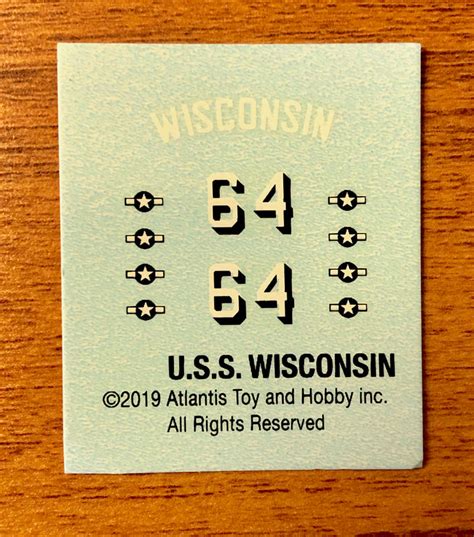 WISCONSIN
64
64
U.S.S. WISCONSIN
©2019 Atlantis Toy and Hobby inc.
All Rights Reserved